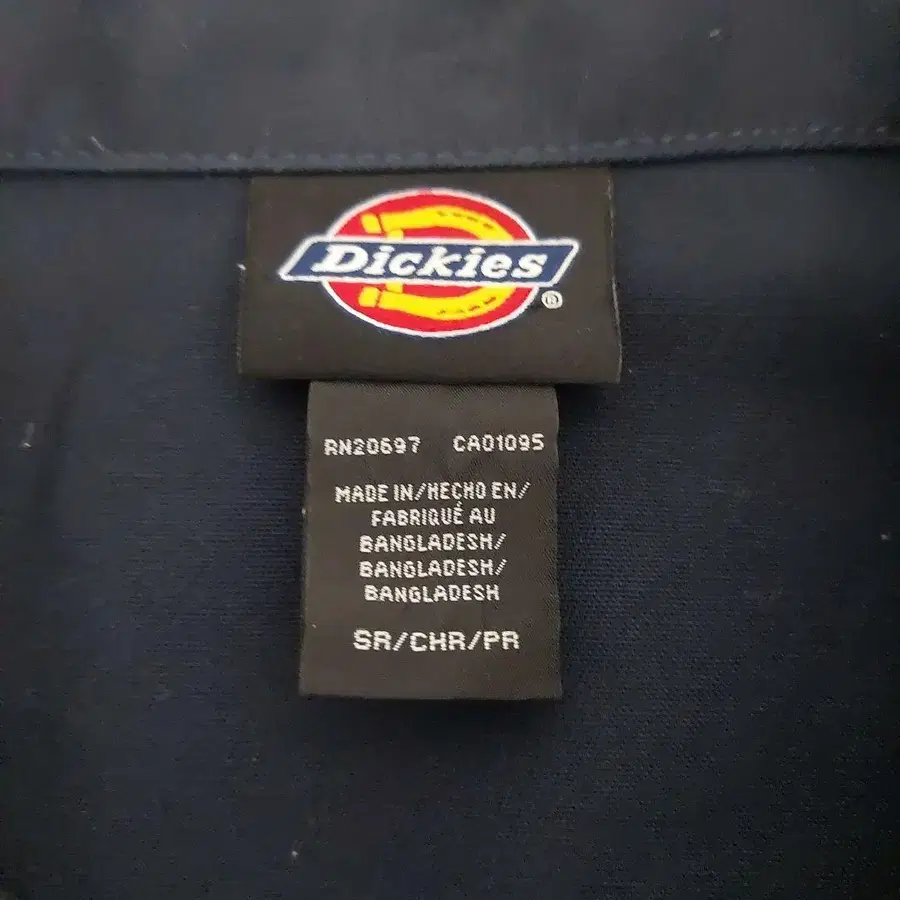 Dickies®
RN20697 CA01095
MADE IN/HECHO EN/
FABRIQUÉ AU
BANGLADESH/
BANGLADESH/
BANGLADESH
SR/CHR/PR